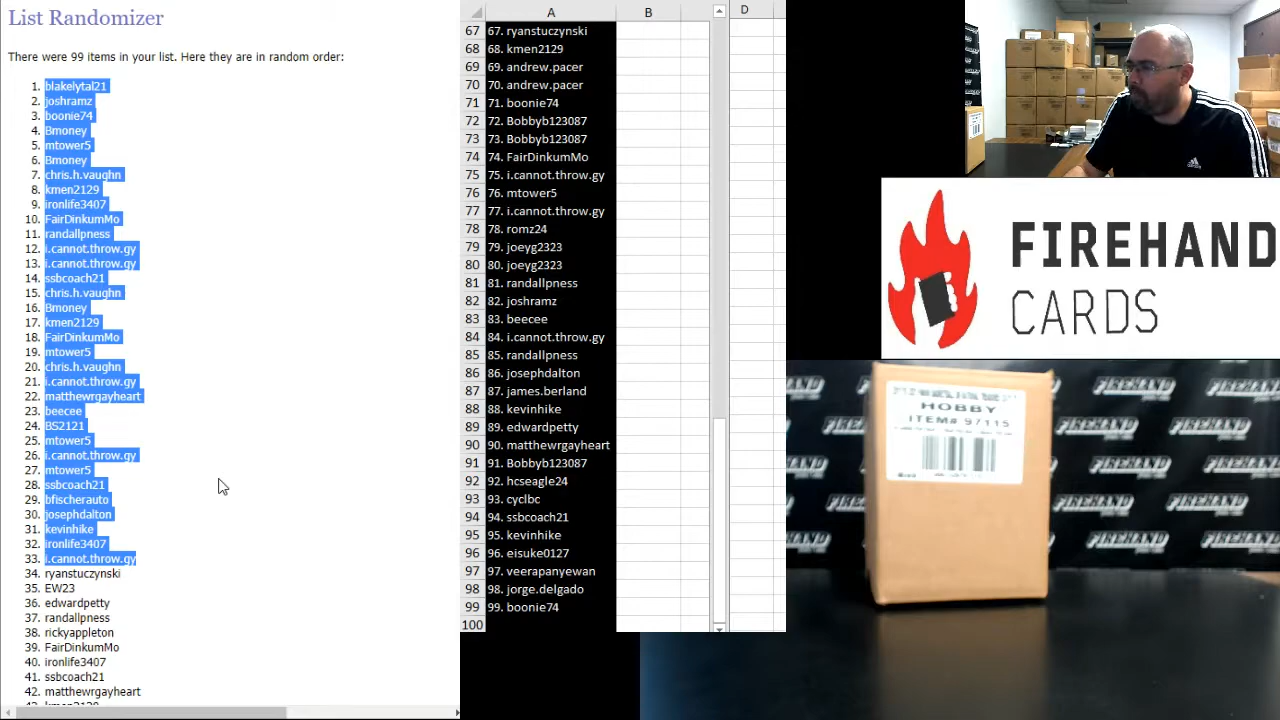 List Randomizer
There were 99 items in your list. Here they are in random order:
1. blakelytal21
2. joshramz
3. boonie74
4. Bmoney
5. mtower5
6. Bmoney
7. chris.h.vaughn
8. kmen2129
9. ironlife3407
10. FairDinkumMo
11. randallpness
12. i.cannot.throw.gy
13. i.cannot.throw.gy
14. ssbcoach21
15. chris.h.vaughn
16. Bmoney
17. kmen2129
18. FairDinkumMo
19. mtower5
20. chris.h.vaughn
21. i.cannot.throw.gy
22. matthewrgayheart
23. beecee
24. BS2121
25. mtower5
26. i.cannot.throw.gy
27. mtower5
28. ssbcoach21
29. bfischerauto
30. josephdalton
31. kevinhike
32. ironlife3407
33. i.cannot.throw.gy
34. ryanstuczynski
35. EW23
36. edwardpetty
37. randallpness
38. rickyappleton
39. FairDinkumMo
40. ironlife3407
41. ssbcoach21
42. matthewrgayheart
A B D
67 67. ryanstuczynski
68 68. kmen2129
69 69. andrew.pacer
70 70. andrew.pacer
71 71. boonie74
72 72. Bobbyb123087
73 73. Bobbyb123087
74 74. FairDinkumMo
75 75. i.cannot.throw.gy
76 76. mtower5
77 77. i.cannot.throw.gy
78 78. romz24
79 79. joeyg2323
80 80. joeyg2323
81 81. randallpness
82 82. joshramz
83 83. beecee
84 84. i.cannot.throw.gy
85 85. randallpness
86 86. josephdalton
87 87. james.berland
88 88. kevinhike
89 89. edwardpetty
90 90. matthewrgayheart
91 91. Bobbyb123087
92 92. hcseagle24
93 93. cyclbc
94 94. ssbcoach21
95 95. kevinhike
96 96. eisuke0127
97 97. veerapanyewan
98 98. jorge.delgado
99 99. boonie74
100
adidas
FIREHAND
CARDS
HOBBY
ITEM# 97115
FIREHAND
FIREHAND
FIREHAND
FIREHAND
FIREHAND
FIREHAND